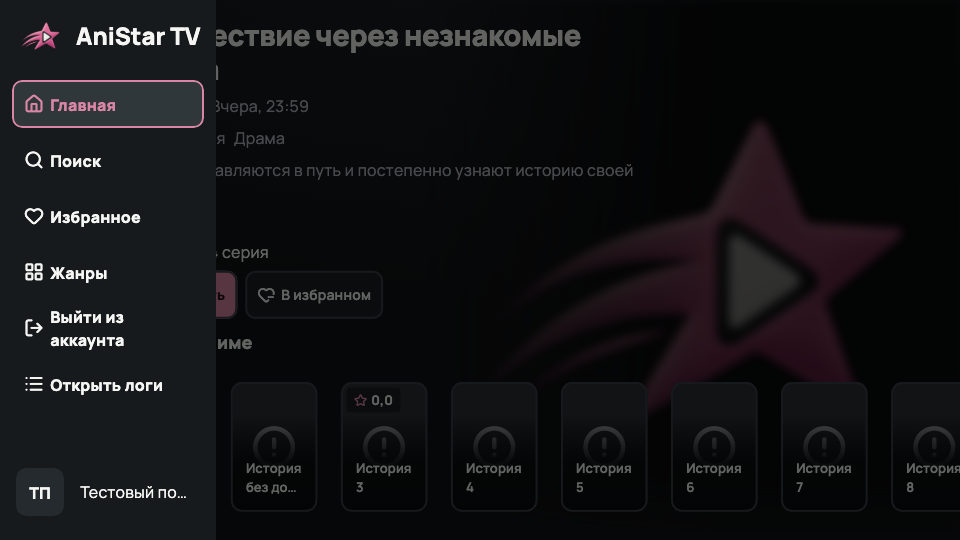 AniStar TV
Главная
Поиск
Избранное
Жанры
Выйти из
аккаунта
Открыть логи
ТП
Тестовый по...
ествие через незнакомые
Вчера, 23:59
я Драма
авляются в путь и постепенно узнают историю своей
серия
ь
В избранном
име
История
без до...
0,0
История
3
История
4
История
5
История
6
История
7
История
8